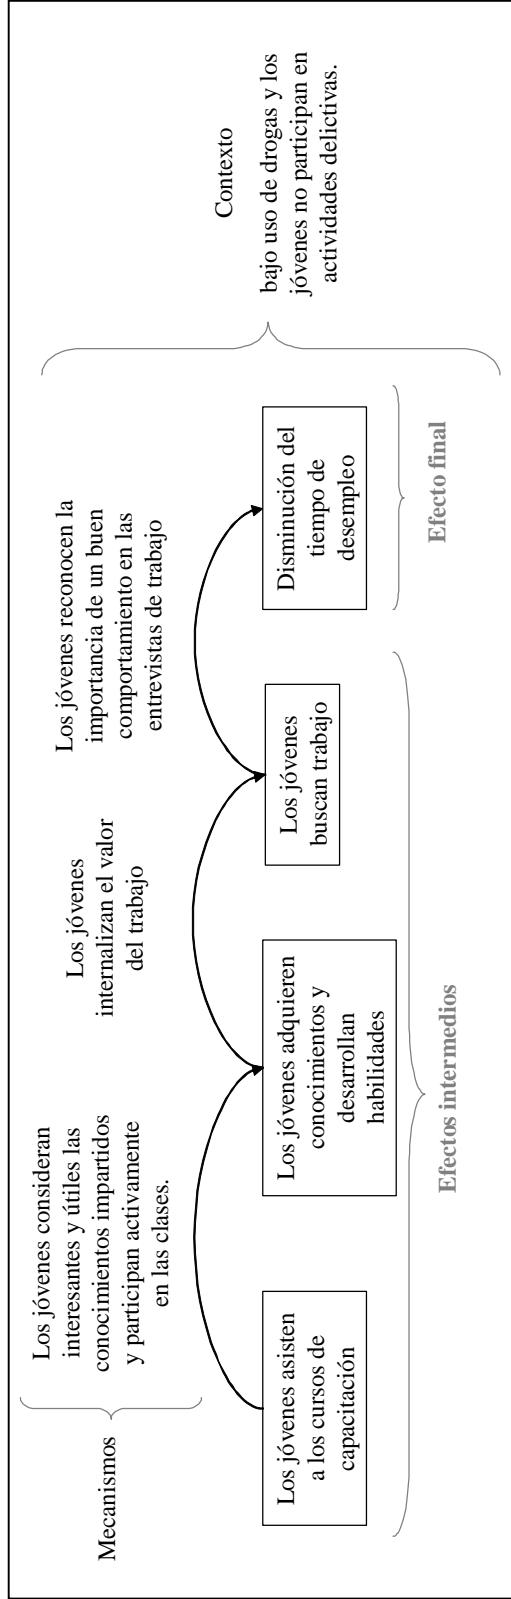 Mecanismos
Los jóvenes consideran
interesantes y útiles las
conocimientos impartidos
y participan activamente
en las clases.
Los jóvenes
internalizan el valor
del trabajo
Los jóvenes reconocen la
importancia de un buen
comportamiento en las
entrevistas de trabajo
Los jóvenes asisten
a los cursos de
capacitación
Los jóvenes adquieren
conocimientos y
desarrollan
habilidades
Los jóvenes
buscan trabajo
Disminución del
tiempo de
desempleo
Efectos intermedios
Efecto final
Contexto
bajo uso de drogas y los
jóvenes no participan en
actividades delictivas.